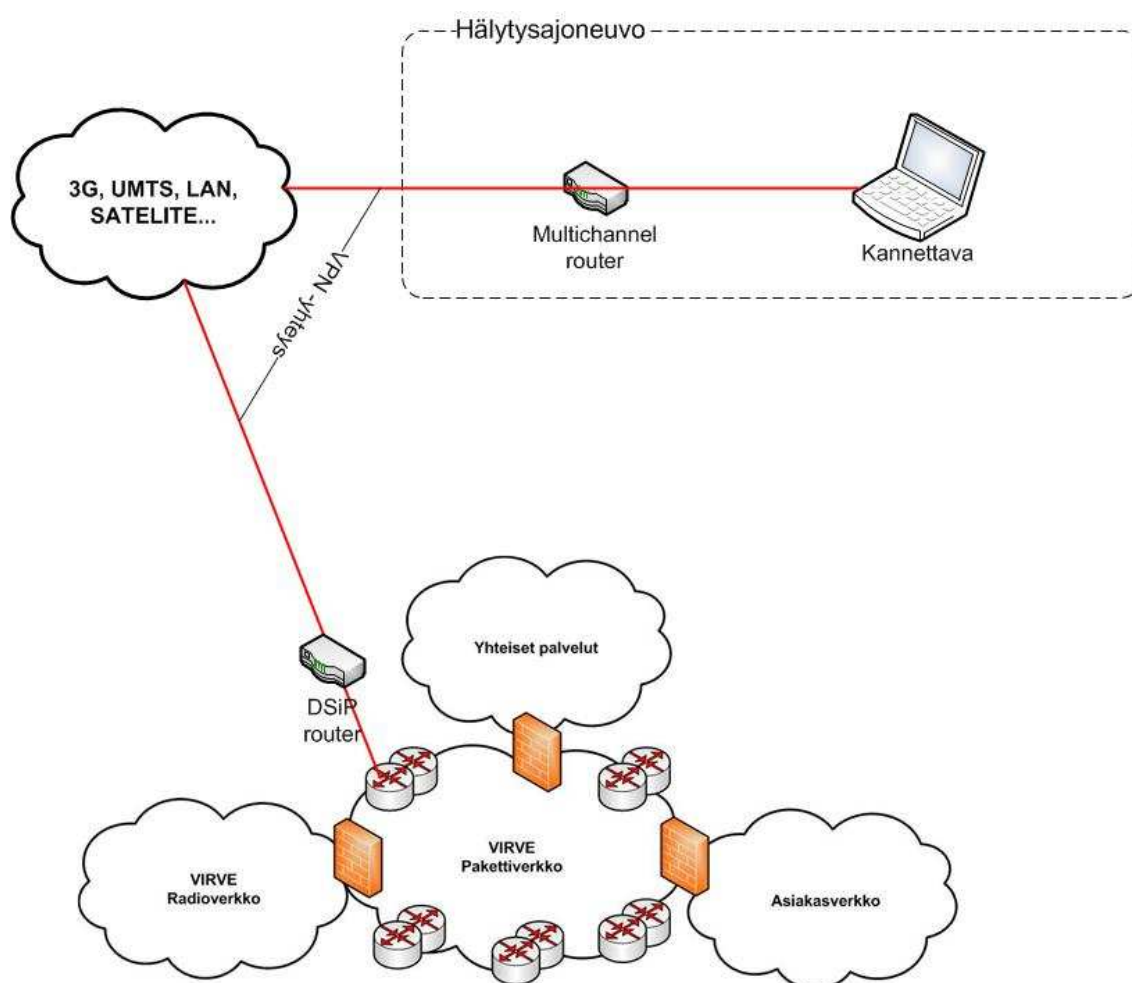 Hälytysajoneuvo
3G, UMTS, LAN,
SATELITE...
Multichannel
router
Kannettava
VPN -yhteys
DSiP
router
Yhteiset palvelut
VIRVE
Pakettiverkko
VIRVE
Radioverkko
Asiakasverkko